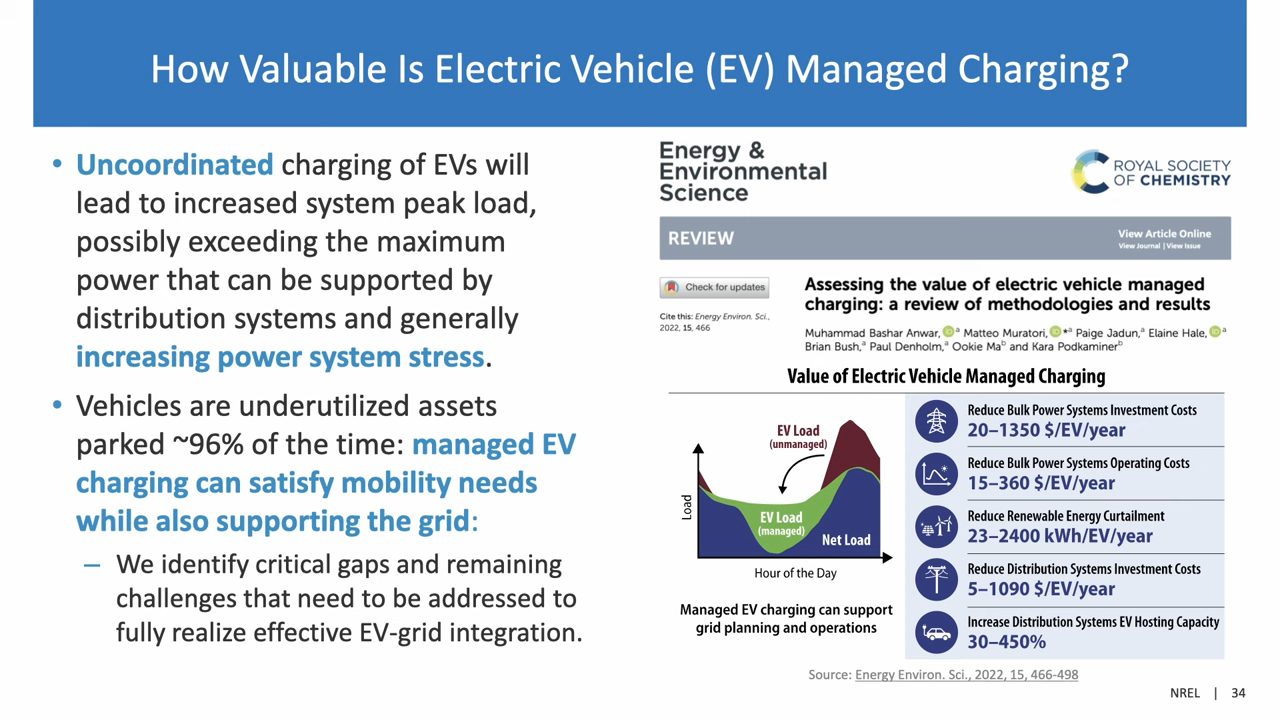 How Valuable Is Electric Vehicle (EV) Managed Charging?
• Uncoordinated charging of EVs will
lead to increased system peak load,
possibly exceeding the maximum
power that can be supported by
distribution systems and generally
increasing power system stress.
• Vehicles are underutilized assets
parked ~96% of the time: managed EV
charging can satisfy mobility needs
while also supporting the grid:
– We identify critical gaps and remaining
challenges that need to be addressed to
fully realize effective EV-grid integration.
Energy &
Environmental
Science
ROYAL SOCIETY
OF CHEMISTRY
REVIEW
View Article Online
View Journal | View Issue
Check for updates
Cite this: Energy Environ. Sci.,
2022, 15, 466
Assessing the value of electric vehicle managed
charging: a review of methodologies and results
Muhammad Bashar Anwar, iD a Matteo Muratori, iD *a Paige Jadun,a Elaine Hale, iD a
Brian Bush,a Paul Denholm,a Ookie Mab and Kara Podkaminerb
Value of Electric Vehicle Managed Charging
EV Load
(unmanaged)
Load
EV Load
(managed)
Net Load
Hour of the Day
Managed EV charging can support
grid planning and operations
Reduce Bulk Power Systems Investment Costs
20–1350 $/EV/year
Reduce Bulk Power Systems Operating Costs
15–360 $/EV/year
Reduce Renewable Energy Curtailment
23–2400 kWh/EV/year
Reduce Distribution Systems Investment Costs
5–1090 $/EV/year
Increase Distribution Systems EV Hosting Capacity
30–450%
Source: Energy Environ. Sci., 2022, 15, 466-498
NREL | 34